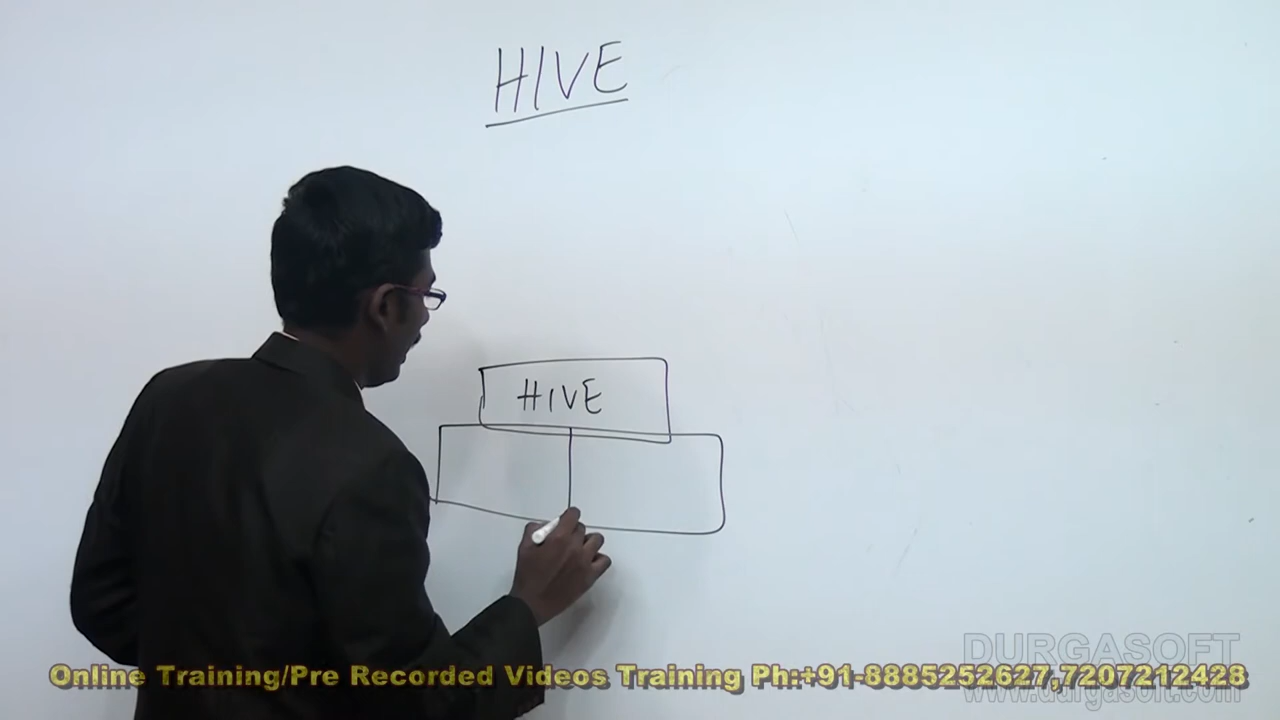 HIVE
HIVE
DURGASOFT
Online Training/Pre Recorded Videos Training Ph:+91-8885252627,7207212428
www.durgasoft.com